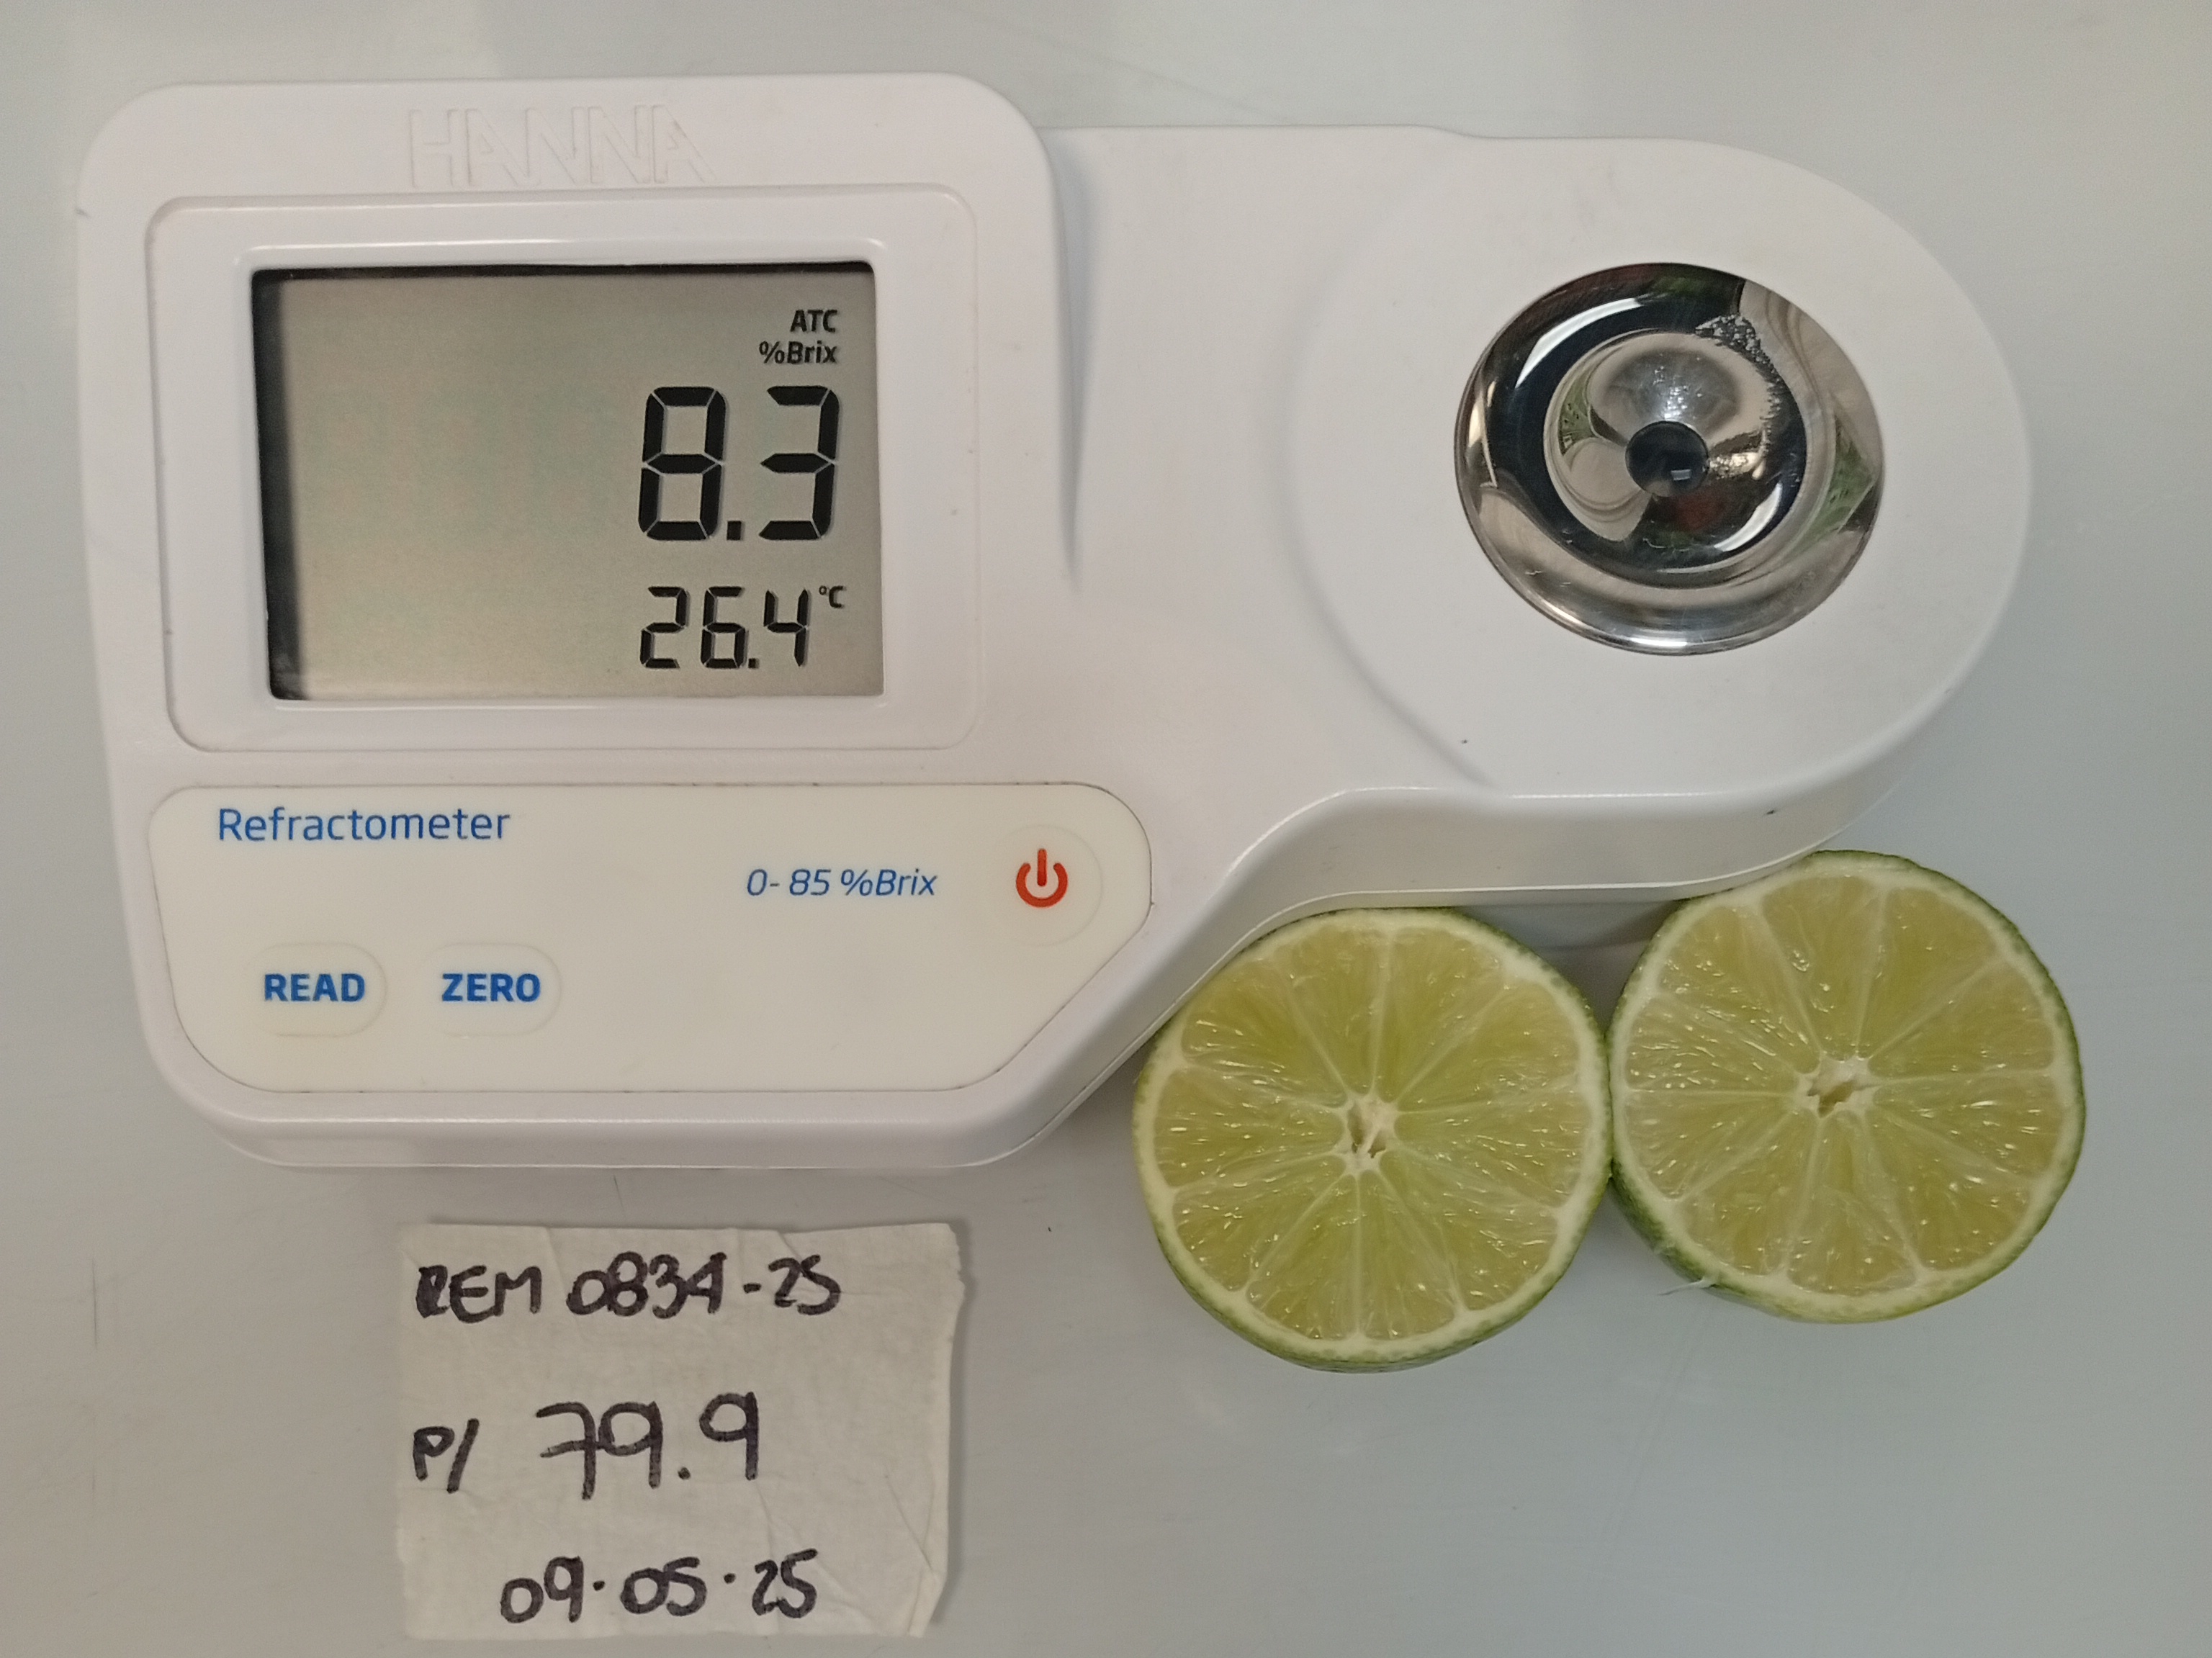 HANNA
ATC
%Brix
8.3
26.4 °C
Refractometer
0- 85 %Brix
READ ZERO
REM 0834-25
P/ 79.9
09.05.25